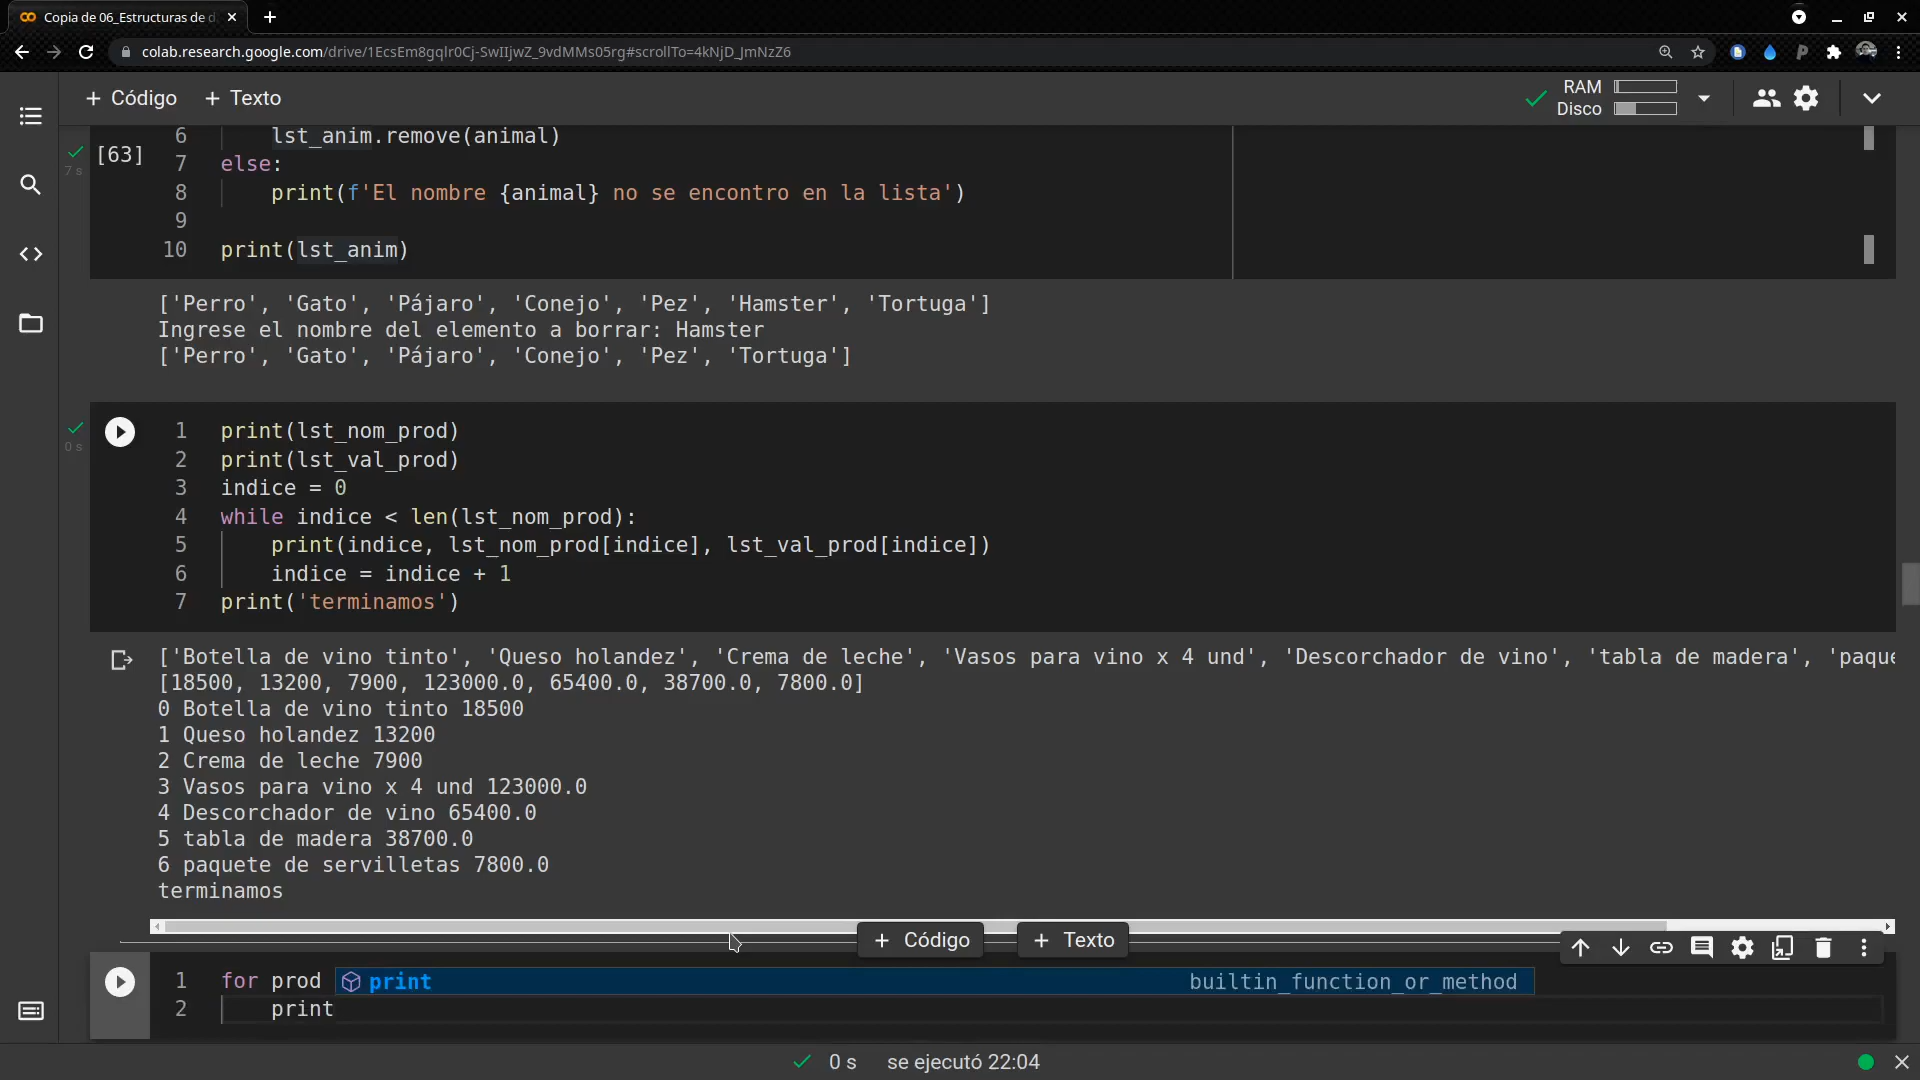 Copia de 06_Estructuras de d
colab.research.google.com/drive/1EcsEm8gqlr0Cj-SwIIjwZ_9vdMMs05rg#scrollTo=4kNjD_JmNzZ6
+ Código + Texto
RAM
Disco
7 s
[63]
6 lst_anim.remove(animal)
7 else:
8 print(f'El nombre {animal} no se encontro en la lista')
9
10 print(lst_anim)
['Perro', 'Gato', 'Pájaro', 'Conejo', 'Pez', 'Hamster', 'Tortuga']
Ingrese el nombre del elemento a borrar: Hamster
['Perro', 'Gato', 'Pájaro', 'Conejo', 'Pez', 'Tortuga']
0 s
1 print(lst_nom_prod)
2 print(lst_val_prod)
3 indice = 0
4 while indice < len(lst_nom_prod):
5 print(indice, lst_nom_prod[indice], lst_val_prod[indice])
6 indice = indice + 1
7 print('terminamos')
['Botella de vino tinto', 'Queso holandez', 'Crema de leche', 'Vasos para vino x 4 und', 'Descorchador de vino', 'tabla de madera', 'paque
[18500, 13200, 7900, 123000.0, 65400.0, 38700.0, 7800.0]
0 Botella de vino tinto 18500
1 Queso holandez 13200
2 Crema de leche 7900
3 Vasos para vino x 4 und 123000.0
4 Descorchador de vino 65400.0
5 tabla de madera 38700.0
6 paquete de servilletas 7800.0
terminamos
+ Código + Texto
1 for prod print builtin_function_or_method
2 print
0 s se ejecutó 22:04